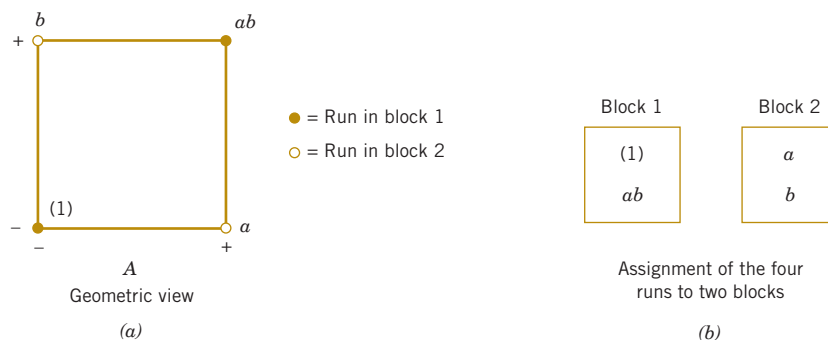 b
ab
+
= Run in block 1
= Run in block 2
(1)
–
a
–
+
A
Geometric view
(a)
Block 1
Block 2
(1)
a
ab
b
Assignment of the four
runs to two blocks
(b)